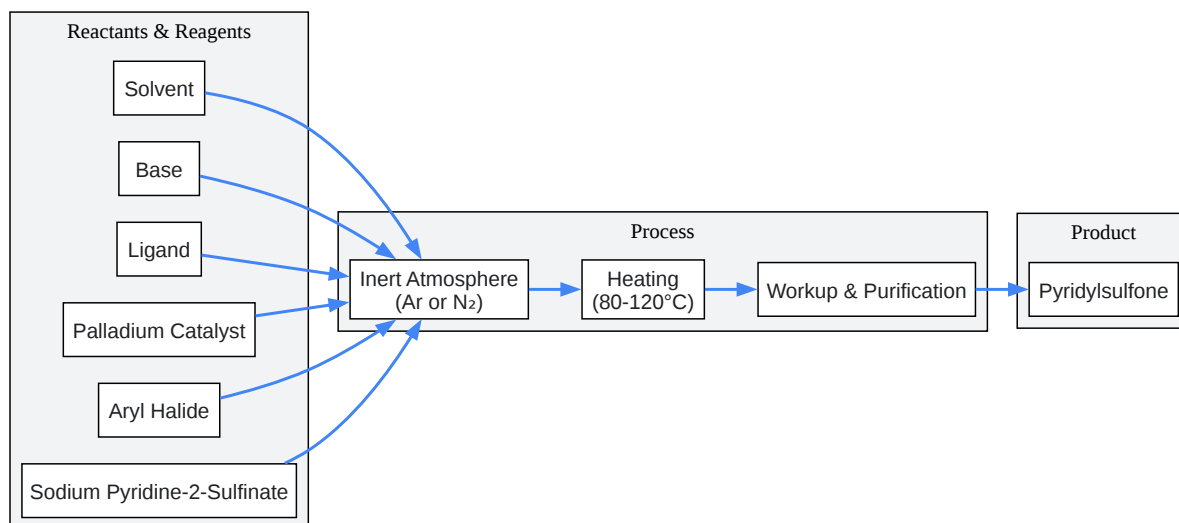 Reactants & Reagents
Solvent
Base
Ligand
Palladium Catalyst
Aryl Halide
Sodium Pyridine-2-Sulfinate
Process
Inert Atmosphere
(Ar or N₂)
Heating
(80-120°C)
Workup & Purification
Product
Pyridylsulfone